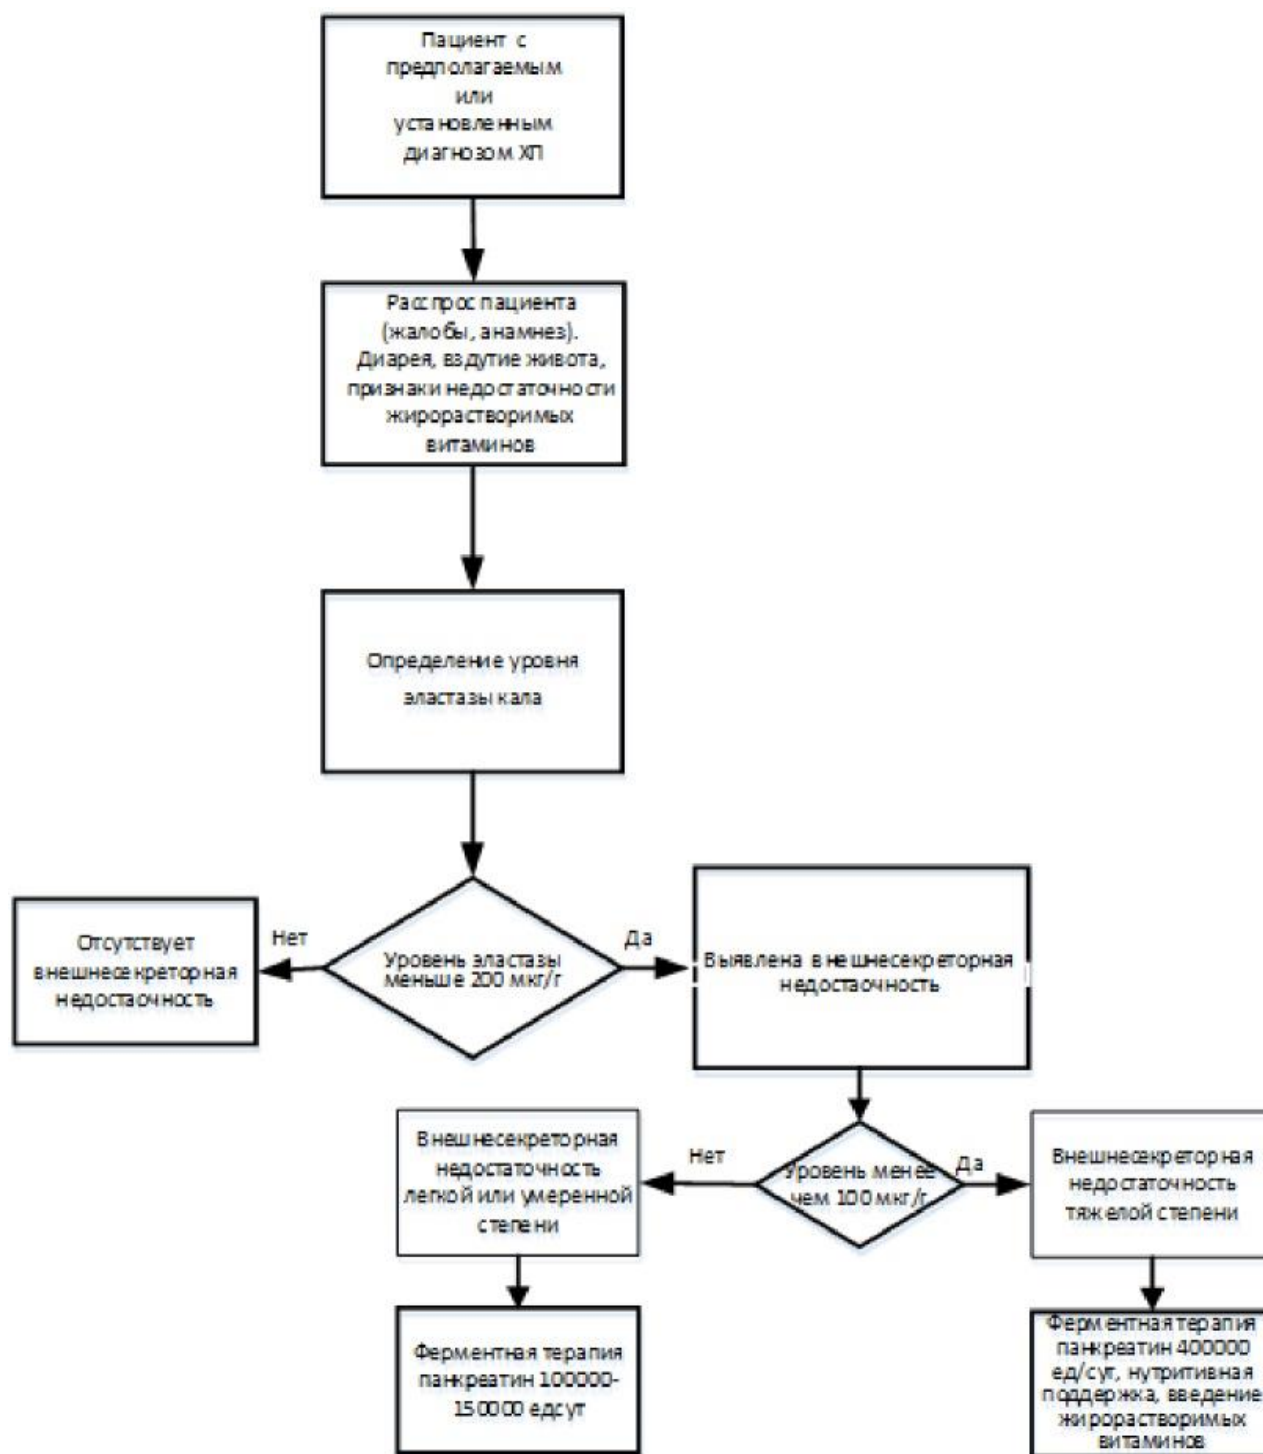 Пациент с
предполагаемым
или
установленным
диагнозом ХП
Расспрос пациента
(жалобы, анамнез).
Диарея, вздутие живота,
признаки недостаточности
жирорастворимых
витаминов
Определение уровня
эластазы кала
Отсутствует
внешнесекреторная
недостаочность
Нет
Уровень эластазы
меньше 200 мкг/г
Да
Выявлена внешнесекреторная
недостаочность
Внешнесекреторная
недостаточность
легкой или умеренной
степени
Нет
Уровень менее
чем 100 мкг/г
Да
Внешнесекреторная
недостаточность
тяжелой степени
Ферментная терапия
панкреатин 100000-
150000 едсут
Ферментная терапия
панкреатин 400000
ед/сут, нутритивная
поддержка, введение
жирорастворимых
витаминов